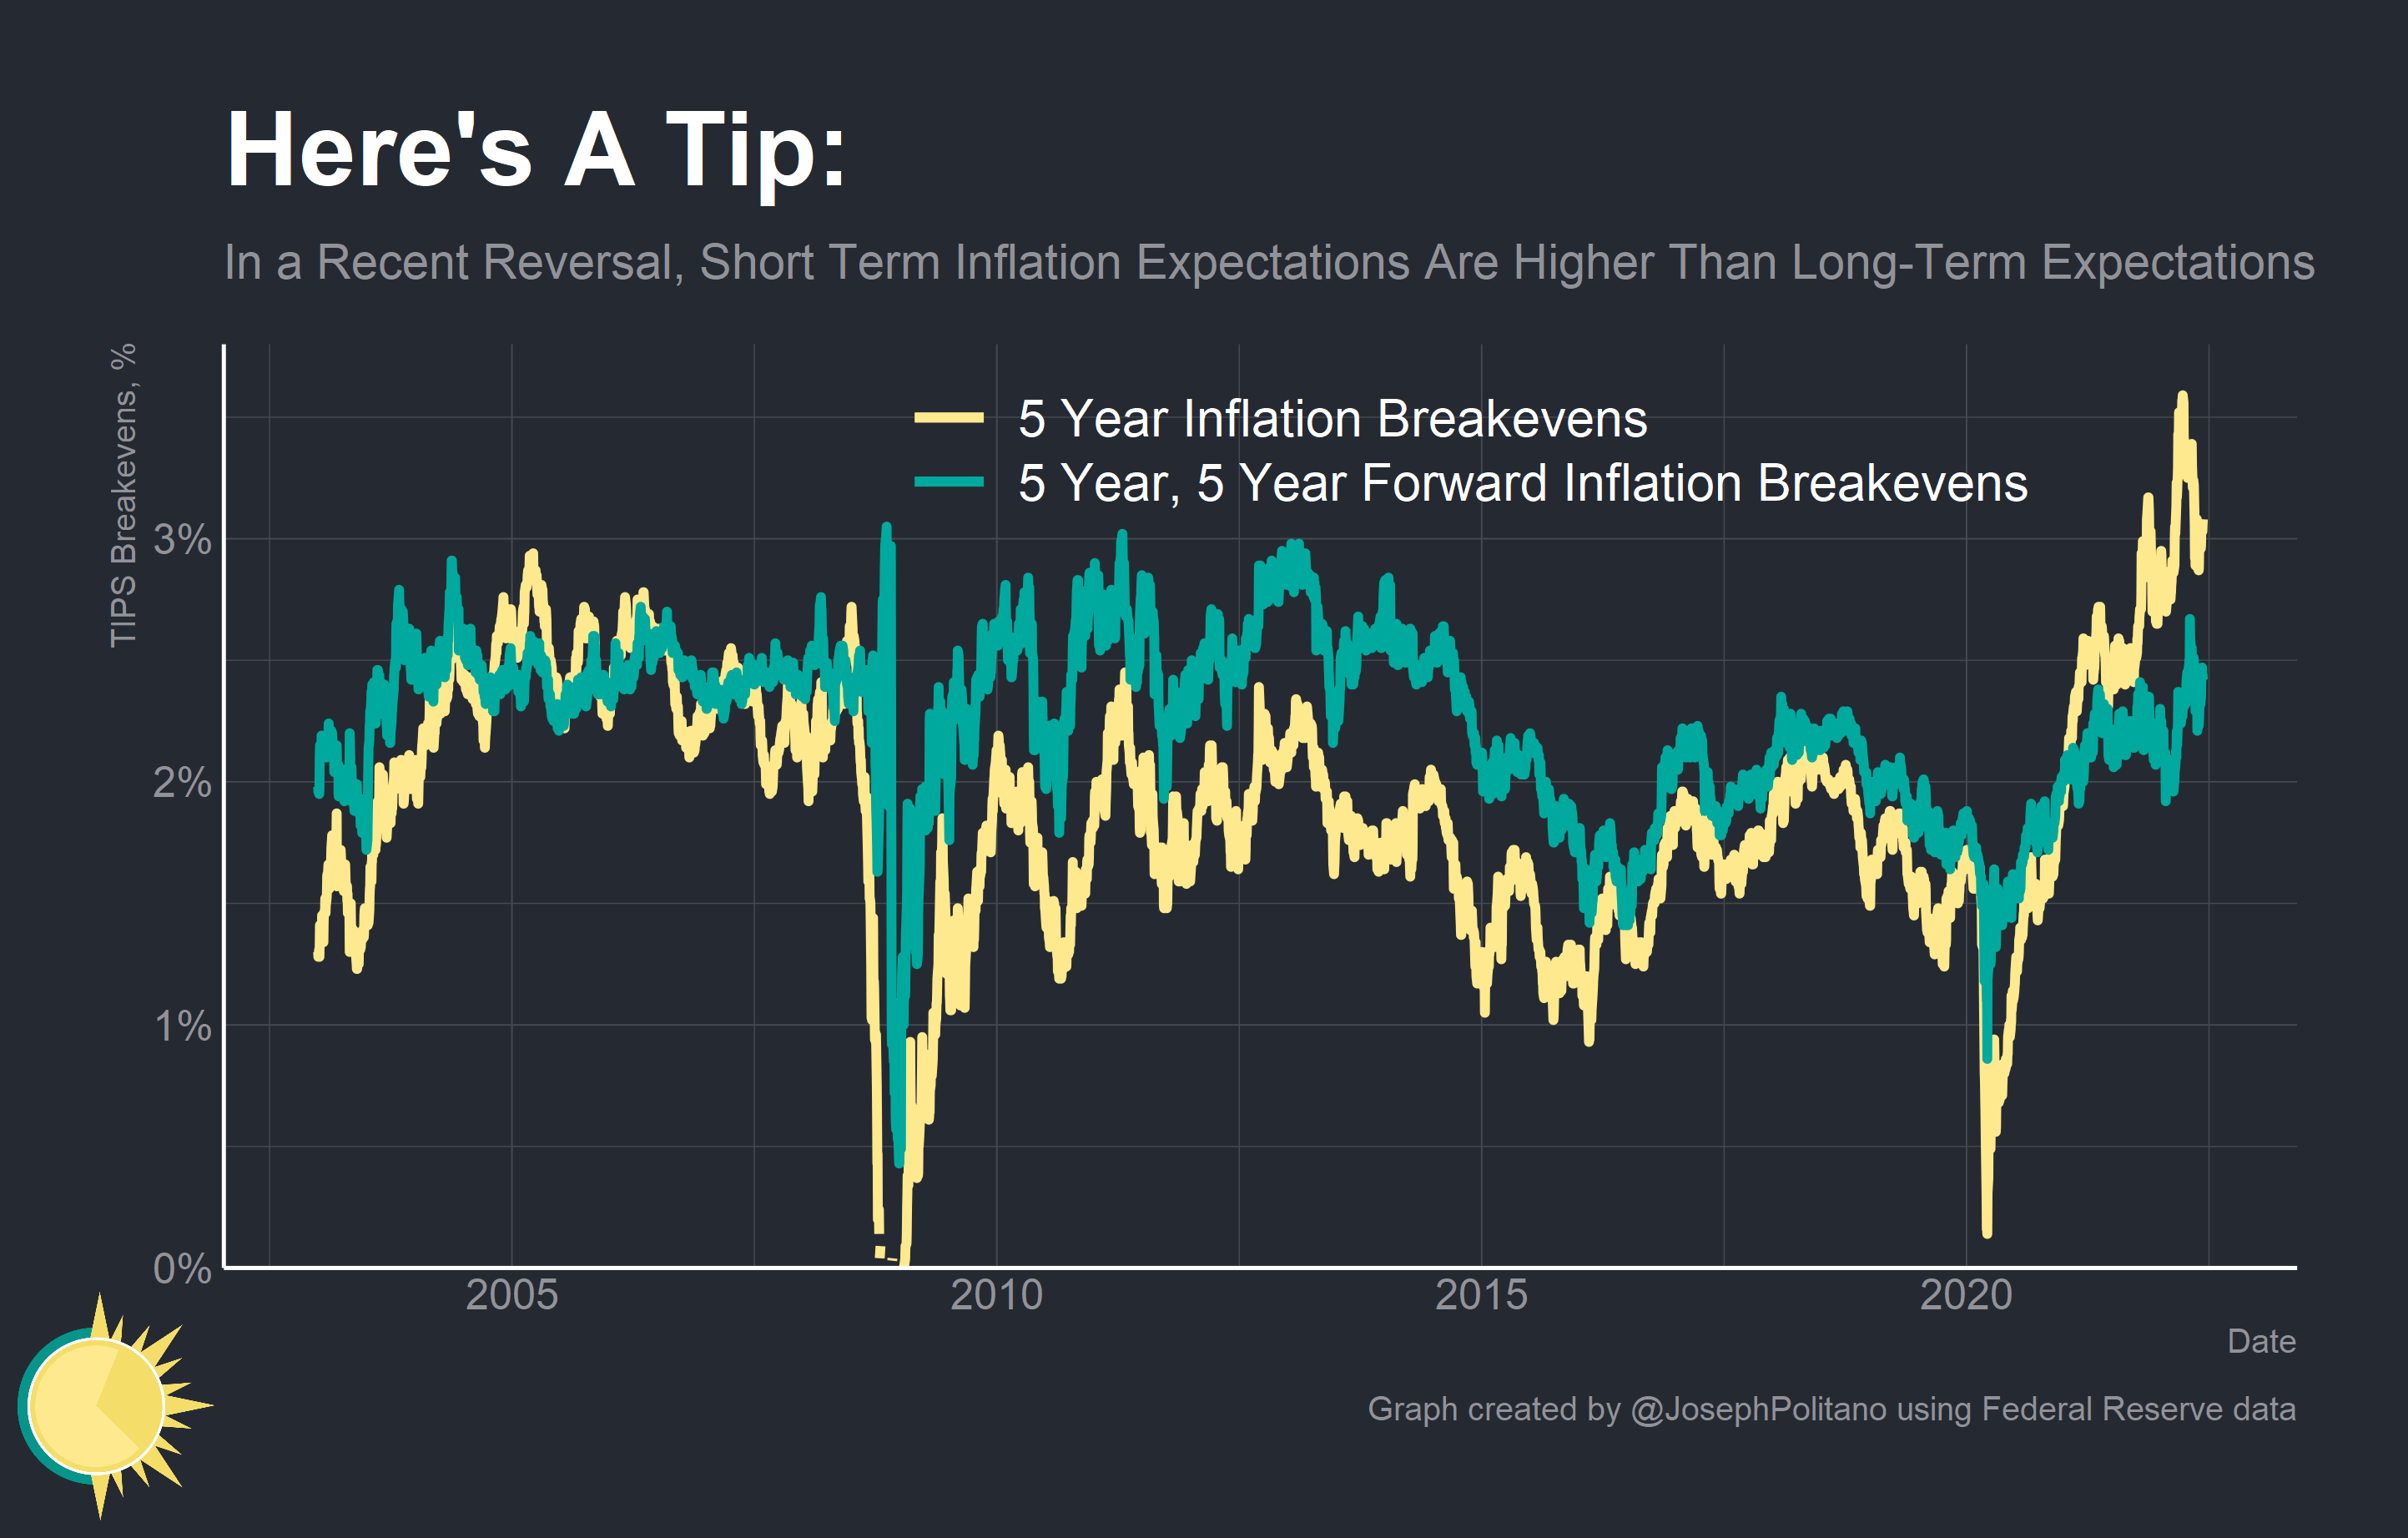 Here's A Tip:
In a Recent Reversal, Short Term Inflation Expectations Are Higher Than Long-Term Expectations
TIPS Breakevens, %
5 Year Inflation Breakevens
5 Year, 5 Year Forward Inflation Breakevens
3%
2%
1%
0%
2005 2010 2015 2020
Date
Graph created by @JosephPolitano using Federal Reserve data